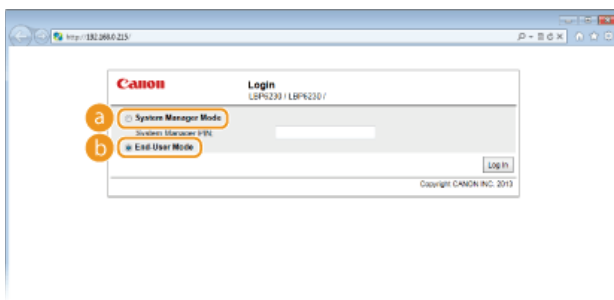 http://192.168.0.215/
Canon
Login
LBP6230 / LBP6230 /
a
System Manager Mode
System Manager PIN:
b
End-User Mode
Log In
Copyright CANON INC. 2013